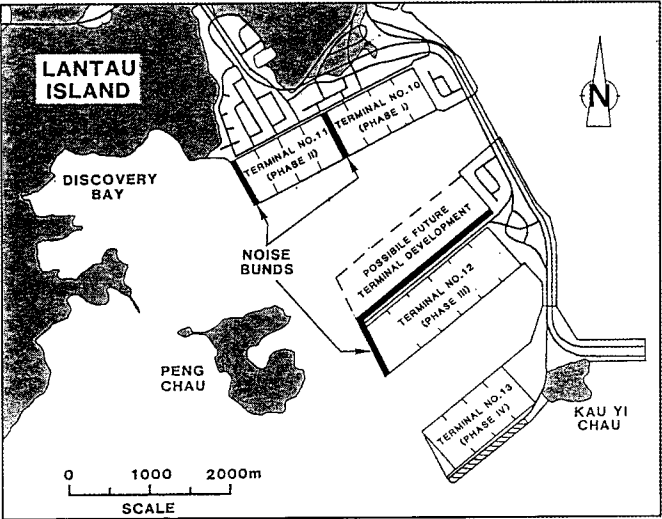 LANTAU
ISLAND
N
TERMINAL NO.10
(PHASE I)
TERMINAL NO.11
(PHASE II)
DISCOVERY
BAY
NOISE
BUNDS
POSSIBILE FUTURE
TERMINAL DEVELOPMENT
TERMINAL NO.12
(PHASE III)
PENG
CHAU
TERMINAL NO.13
(PHASE IV)
KAU YI
CHAU
0 1000 2000m
SCALE